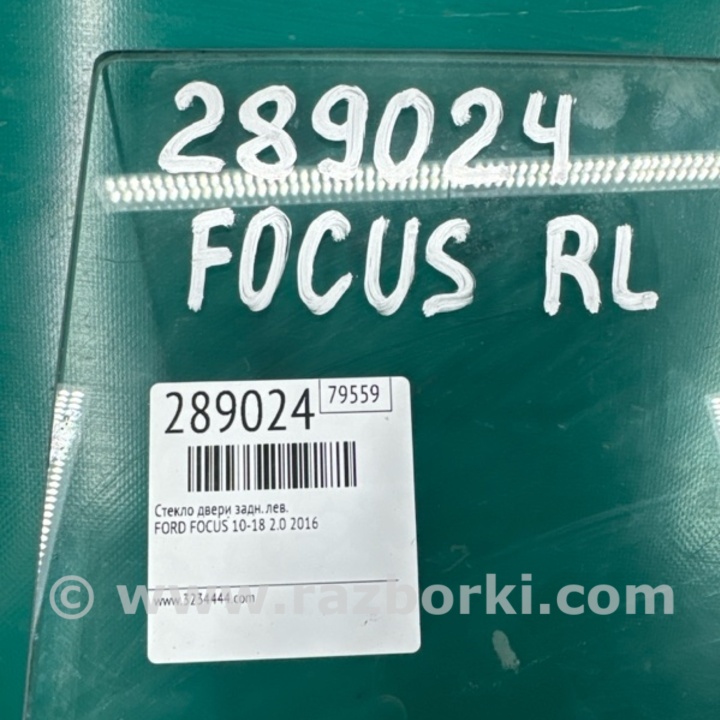 289024
FOCUS RL
289024 79559
Стекло двери задн. лев.
FORD FOCUS 10-18 2.0 2016
www.3234444.com
© www.razborki.com